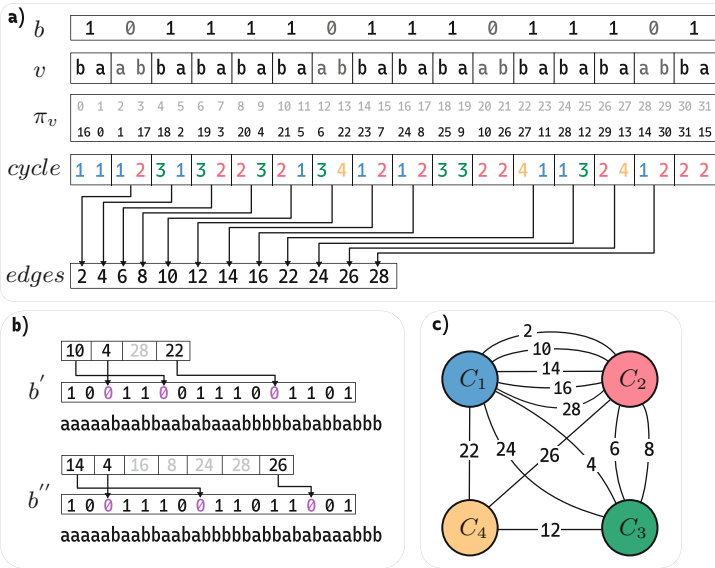 a)
b 1 0 1 1 1 1 0 1 1 1 0 1 1 1 0 1
v b a a b b a b a b a b a a b b a b a b a a b b a b a b a a b b a
0 1 2 3 4 5 6 7 8 9 10 11 12 13 14 15 16 17 18 19 20 21 22 23 24 25 26 27 28 29 30 31
πv 16 0 1 17 18 2 19 3 20 4 21 5 6 22 23 7 24 8 25 9 10 26 27 11 28 12 29 13 14 30 31 15
cycle 1 1 1 2 3 1 3 2 2 3 2 1 3 4 1 2 1 2 3 3 2 2 4 1 1 3 2 4 1 2 2 2
edges 2 4 6 8 10 12 14 16 22 24 26 28
b)
10 4 28 22
b′ 1 0 0 1 1 0 0 1 1 1 0 0 1 1 0 1
aaaaabaabbaababaaabbbbbabbababbb
14 4 16 8 24 28 26
b′′ 1 0 0 1 1 1 0 0 1 1 0 1 1 0 0 1
aaaaabaabbaababbbbbabbababaaabbb
c)
2
10
C1 14 C2
16
28
22 24 26 4 6 8
C4 12 C3